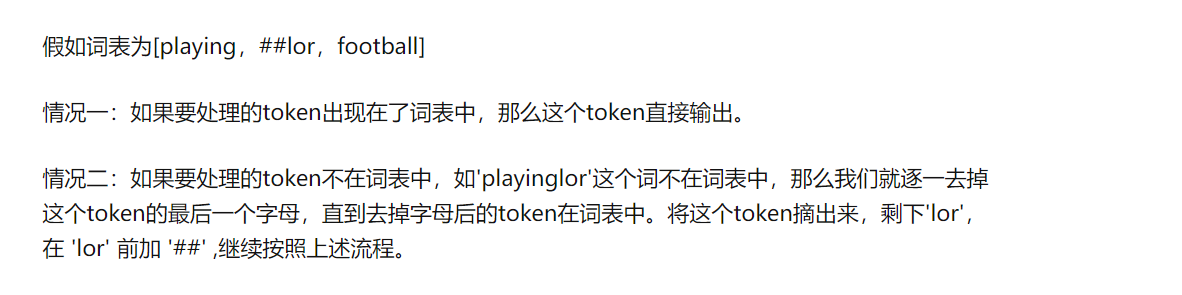 假如词表为[playing，##lor，football]
情况一：如果要处理的token出现在了词表中，那么这个token直接输出。
情况二：如果要处理的token不在词表中，如'playinglor'这个词不在词表中，那么我们就逐一去掉
这个token的最后一个字母，直到去掉字母后的token在词表中。将这个token摘出来，剩下'lor'，
在 'lor' 前加 '##' ,继续按照上述流程。